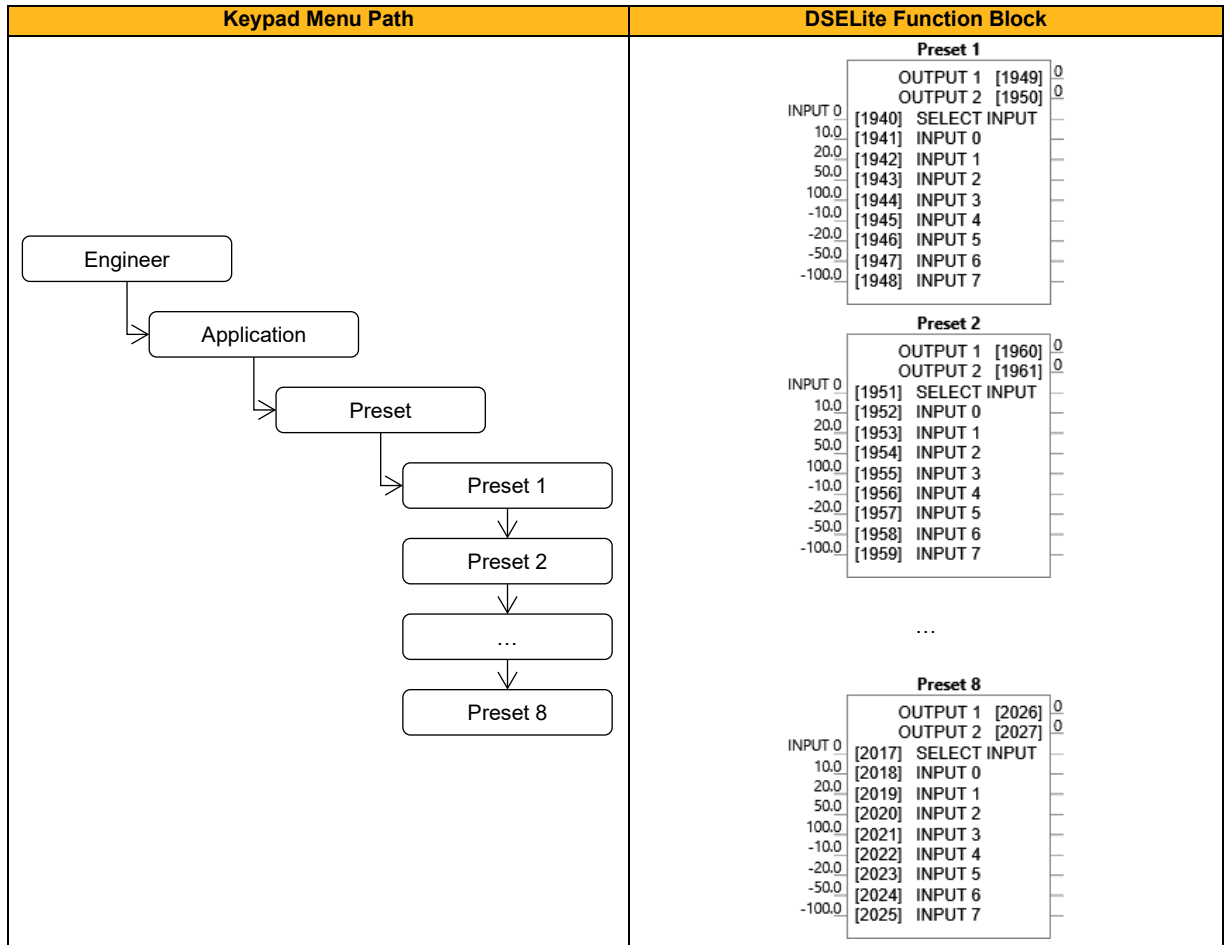 Keypad Menu Path
DSELite Function Block
Engineer
Application
Preset
Preset 1
Preset 2
…
Preset 8
Preset 1
OUTPUT 1 [1949] 0
OUTPUT 2 [1950] 0
INPUT 0 [1940] SELECT INPUT
10.0 [1941] INPUT 0
20.0 [1942] INPUT 1
50.0 [1943] INPUT 2
100.0 [1944] INPUT 3
-10.0 [1945] INPUT 4
-20.0 [1946] INPUT 5
-50.0 [1947] INPUT 6
-100.0 [1948] INPUT 7
Preset 2
OUTPUT 1 [1960] 0
OUTPUT 2 [1961] 0
INPUT 0 [1951] SELECT INPUT
10.0 [1952] INPUT 0
20.0 [1953] INPUT 1
50.0 [1954] INPUT 2
100.0 [1955] INPUT 3
-10.0 [1956] INPUT 4
-20.0 [1957] INPUT 5
-50.0 [1958] INPUT 6
-100.0 [1959] INPUT 7
…
Preset 8
OUTPUT 1 [2026] 0
OUTPUT 2 [2027] 0
INPUT 0 [2017] SELECT INPUT
10.0 [2018] INPUT 0
20.0 [2019] INPUT 1
50.0 [2020] INPUT 2
100.0 [2021] INPUT 3
-10.0 [2022] INPUT 4
-20.0 [2023] INPUT 5
-50.0 [2024] INPUT 6
-100.0 [2025] INPUT 7